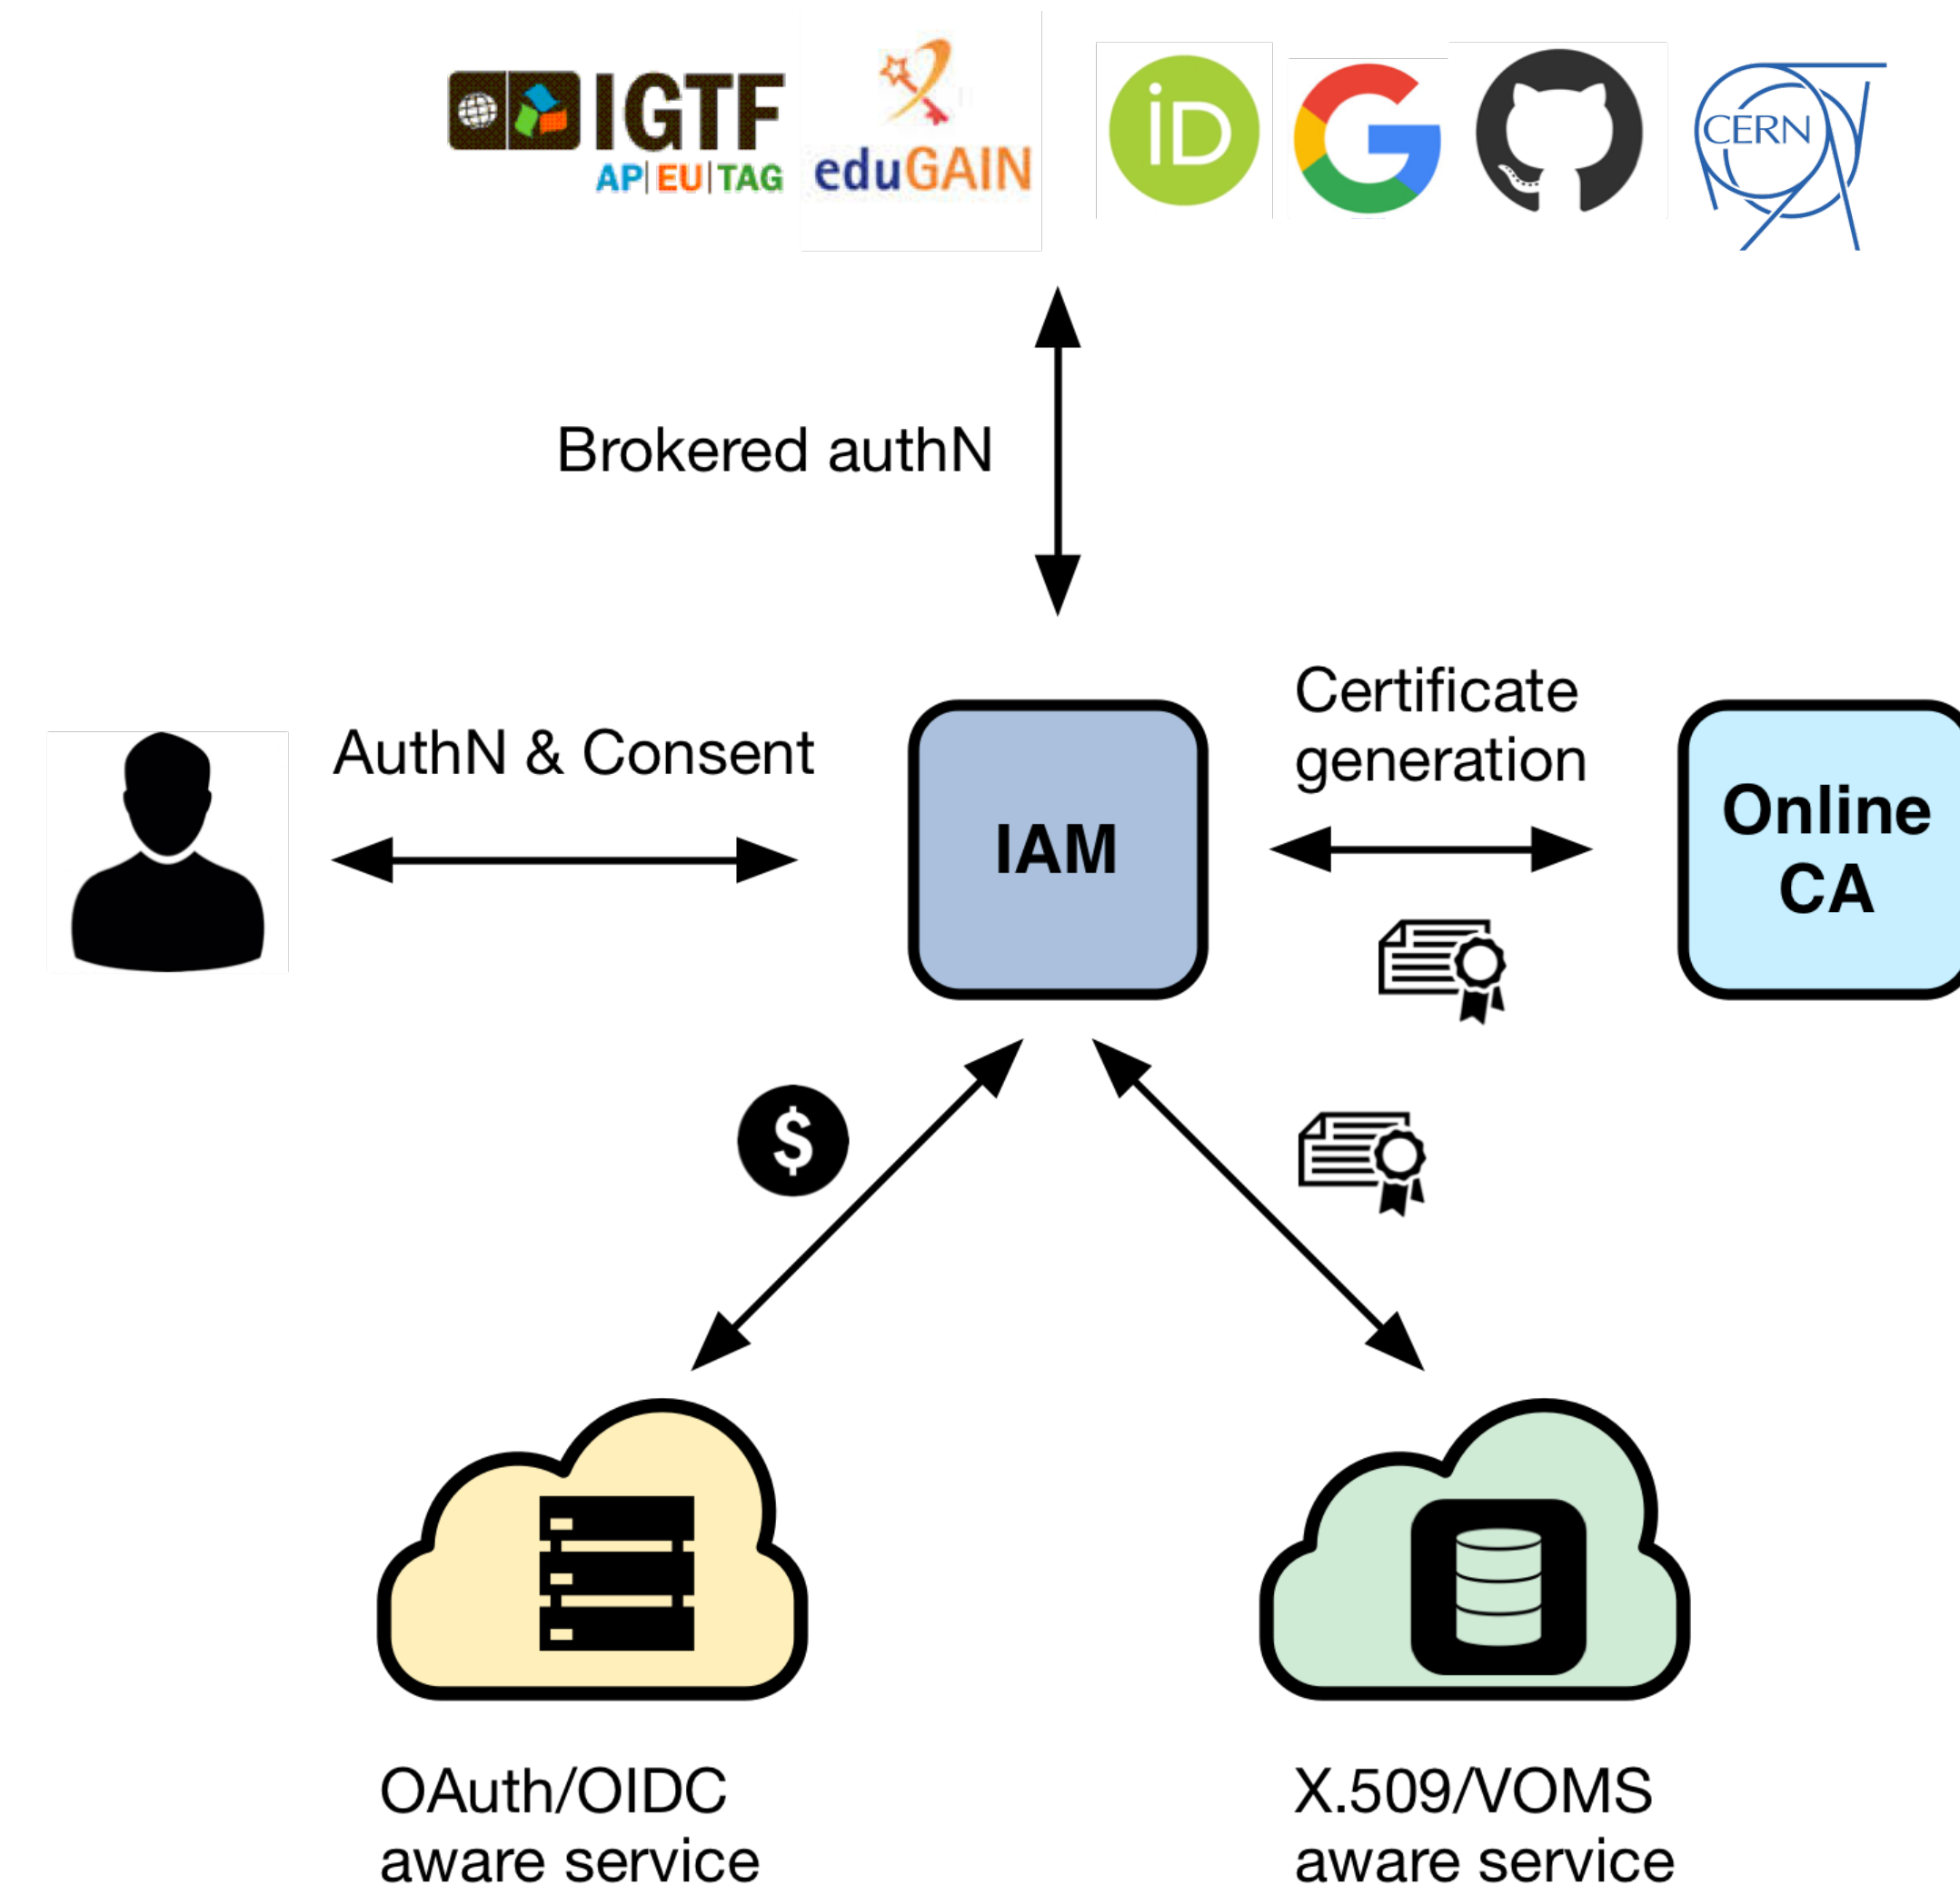 IGTF
AP|EU|TAG
eduGAIN
iD
G
CERN
Brokered authN
AuthN & Consent
IAM
Certificate
generation
Online
CA
$
OAuth/OIDC
aware service
X.509/VOMS
aware service